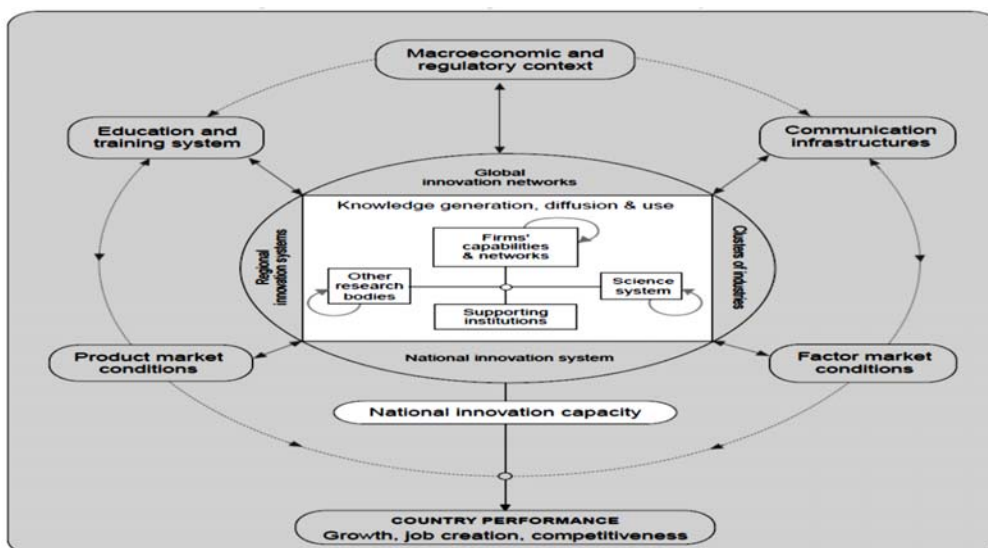 Macroeconomic and
regulatory context
Education and
training system
Communication
infrastructures
Global
innovation networks
Knowledge generation, diffusion & use
Regional
innovation systems
Clusters of industries
Firms'
capabilities
& networks
Other
research
bodies
Science
system
Supporting
institutions
National innovation system
Product market
conditions
Factor market
conditions
National innovation capacity
COUNTRY PERFORMANCE
Growth, job creation, competitiveness